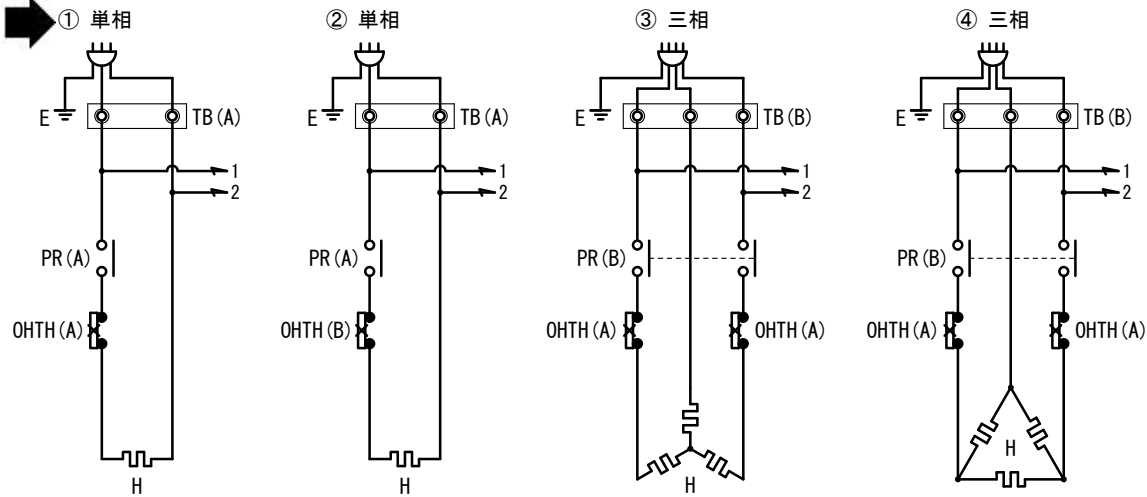 ① 単相 ② 単相 ③ 三相 ④ 三相
E TB(A) E TB(A) E TB(B) E TB(B)
1 1 1 1
2 2 2 2
PR(A) PR(A) PR(B) PR(B)
OHTH(A) OHTH(B) OHTH(A) OHTH(A) OHTH(A) OHTH(A)
H H H H